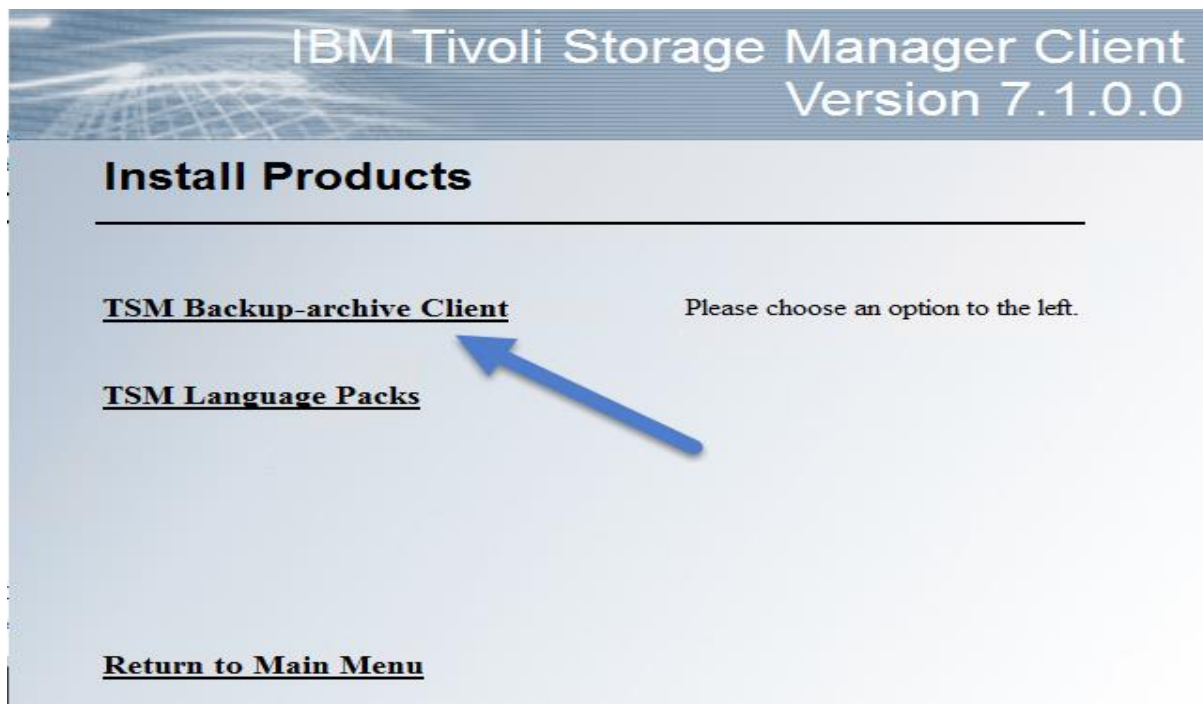 IBM Tivoli Storage Manager Client
Version 7.1.0.0
Install Products
TSM Backup-archive Client
Please choose an option to the left.
TSM Language Packs
Return to Main Menu